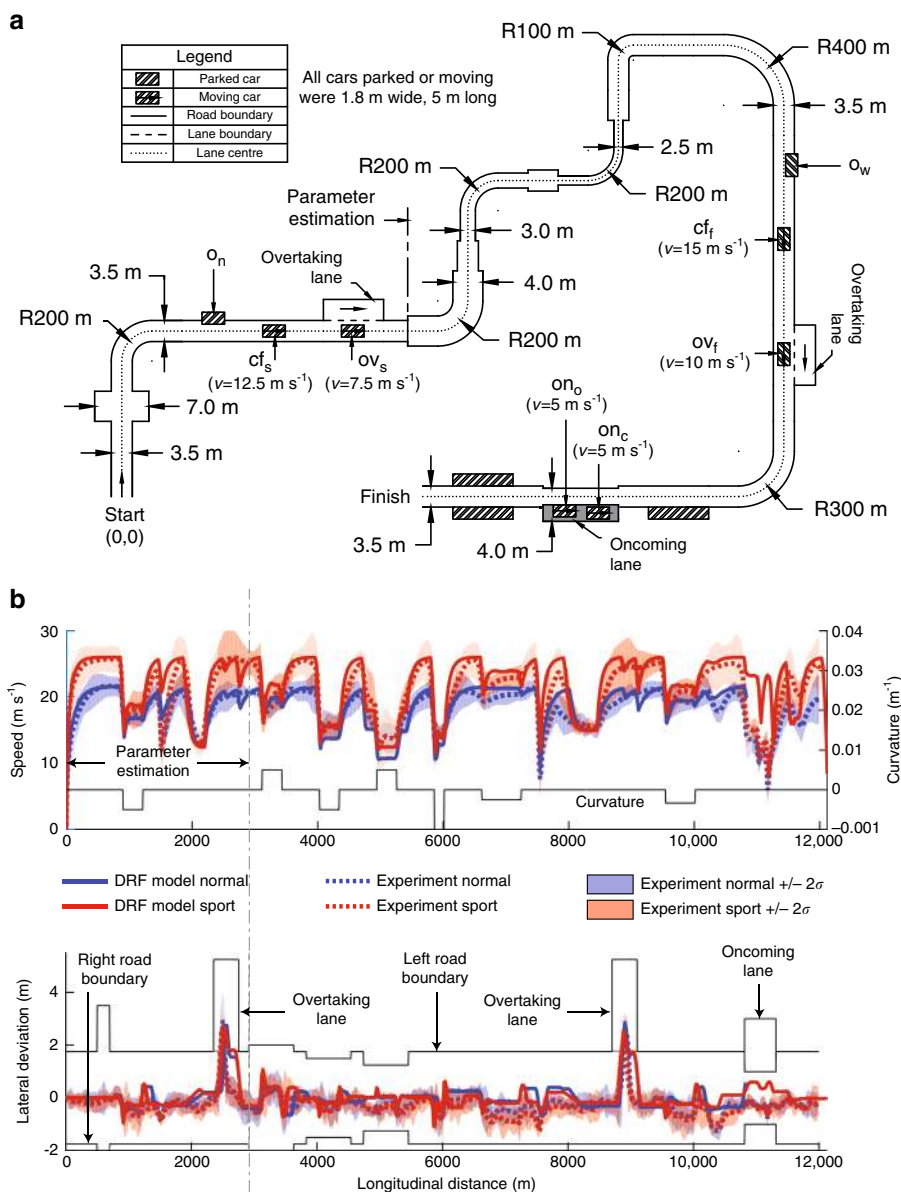 a
Legend
Parked car
Moving car
Road boundary
Lane boundary
Lane centre
All cars parked or moving
were 1.8 m wide, 5 m long
R100 m
R400 m
3.5 m
2.5 m
o_w
R200 m
R200 m
Parameter
estimation
3.0 m
cf_f
(v=15 m s⁻¹)
o_n
Overtaking
lane
3.5 m
4.0 m
R200 m
R200 m
Overtaking
lane
ov_f
(v=10 m s⁻¹)
cf_s
(v=12.5 m s⁻¹)
ov_s
(v=7.5 m s⁻¹)
on_o
(v=5 m s⁻¹)
on_c
(v=5 m s⁻¹)
7.0 m
3.5 m
Start
(0,0)
Finish
R300 m
3.5 m
4.0 m
Oncoming
lane
b
30
20
10
0
Speed (m s⁻¹)
0.04
0.03
0.02
0.01
0
–0.001
Curvature (m⁻¹)
Parameter
estimation
Curvature
0
2000
4000
6000
8000
10,000
12,000
DRF model normal
Experiment normal
Experiment normal +/– 2σ
DRF model sport
Experiment sport
Experiment sport +/– 2σ
Right road
boundary
Left road
boundary
Oncoming
lane
Overtaking
lane
Overtaking
lane
4
2
0
-2
Lateral deviation (m)
0
2000
4000
6000
8000
10,000
12,000
Longitudinal distance (m)